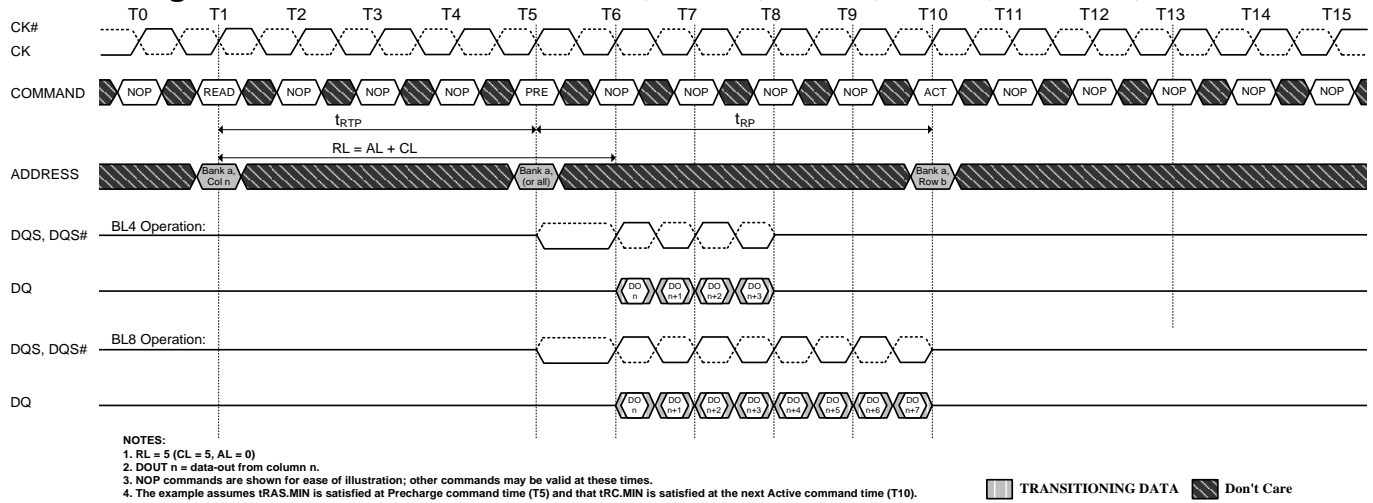 T0 T1 T2 T3 T4 T5 T6 T7 T8 T9 T10 T11 T12 T13 T14 T15
CK#
CK
COMMAND NOP READ NOP NOP NOP PRE NOP NOP NOP NOP ACT NOP NOP NOP NOP NOP
tRTP tRP
RL = AL + CL
ADDRESS Bank a, Col n Bank a, (or all) Bank a, Row b
BL4 Operation:
DQS, DQS#
DQ DO n DO n+1 DO n+2 DO n+3
BL8 Operation:
DQS, DQS#
DQ DO n DO n+1 DO n+2 DO n+3 DO n+4 DO n+5 DO n+6 DO n+7
NOTES:
1. RL = 5 (CL = 5, AL = 0)
2. DOUT n = data-out from column n.
3. NOP commands are shown for ease of illustration; other commands may be valid at these times.
4. The example assumes tRAS.MIN is satisfied at Precharge command time (T5) and that tRC.MIN is satisfied at the next Active command time (T10).
TRANSITIONING DATA Don't Care